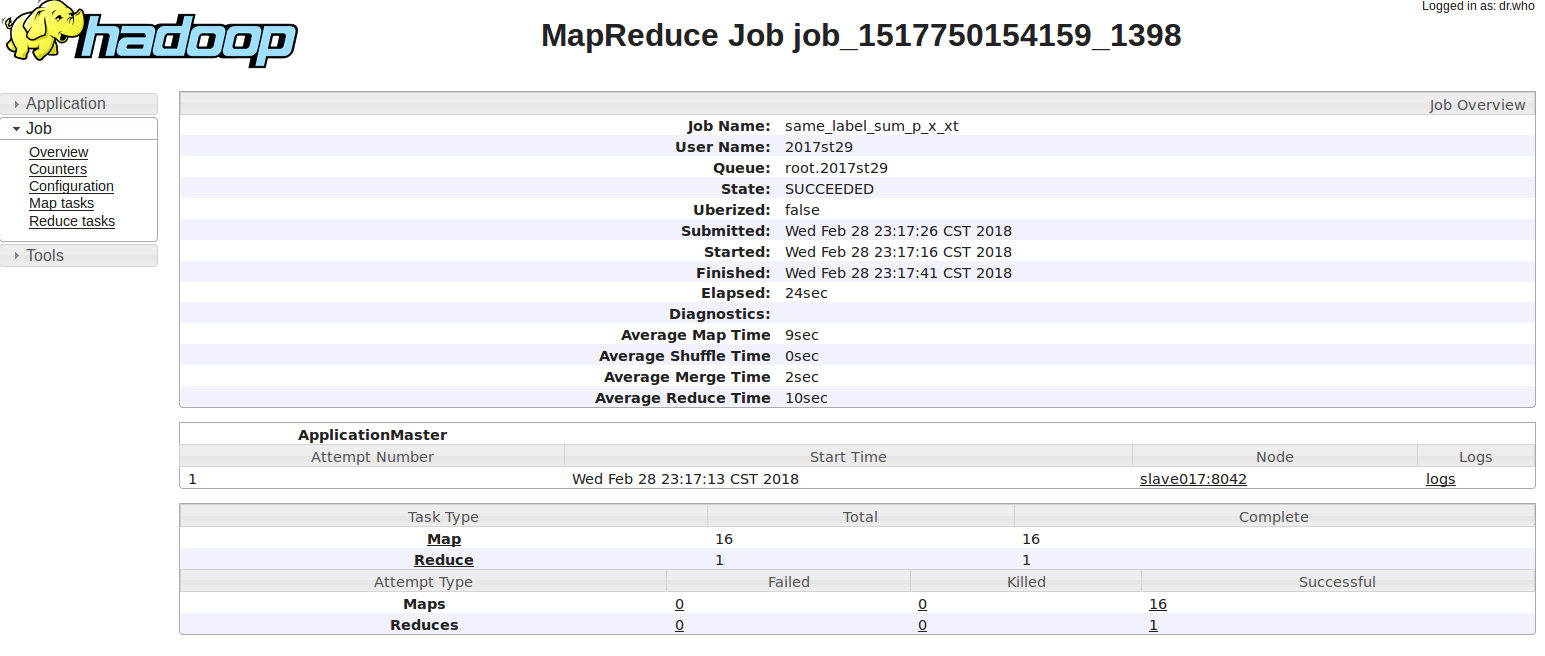 Logged in as: dr.who
hadoop
MapReduce Job job_1517750154159_1398
Application
Job
Overview
Counters
Configuration
Map tasks
Reduce tasks
Tools
Job Overview
Job Name: same_label_sum_p_x_xt
User Name: 2017st29
Queue: root.2017st29
State: SUCCEEDED
Uberized: false
Submitted: Wed Feb 28 23:17:26 CST 2018
Started: Wed Feb 28 23:17:16 CST 2018
Finished: Wed Feb 28 23:17:41 CST 2018
Elapsed: 24sec
Diagnostics:
Average Map Time 9sec
Average Shuffle Time 0sec
Average Merge Time 2sec
Average Reduce Time 10sec
ApplicationMaster
Attempt Number Start Time Node Logs
1 Wed Feb 28 23:17:13 CST 2018 slave017:8042 logs
Task Type Total Complete
Map 16 16
Reduce 1 1
Attempt Type Failed Killed Successful
Maps 0 0 16
Reduces 0 0 1